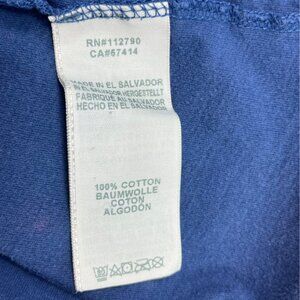 RN#112790
CA#67414
MADE IN EL SALVADOR
IN EL SALVADOR HERGESTELLT
FABRIQUÉ AU SALVADOR
HECHO EN EL SALVADOR
100% COTTON
BAUMWOLLE
COTON
ALGODÓN